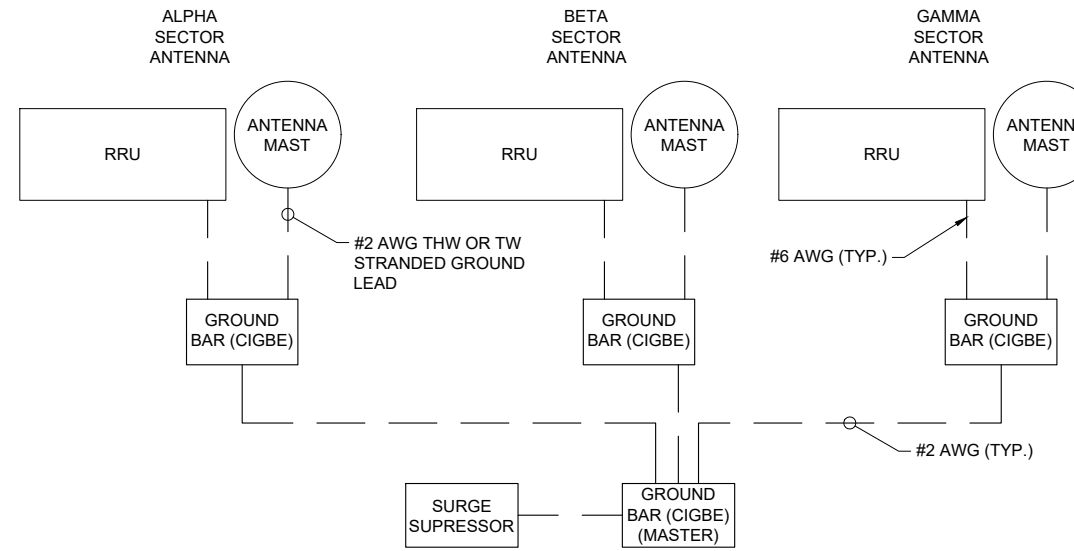 ALPHA
SECTOR
ANTENNA
BETA
SECTOR
ANTENNA
GAMMA
SECTOR
ANTENNA
RRU
ANTENNA
MAST
RRU
ANTENNA
MAST
RRU
ANTENN
MAST
#2 AWG THW OR TW
STRANDED GROUND
LEAD
#6 AWG (TYP.)
GROUND
BAR (CIGBE)
GROUND
BAR (CIGBE)
GROUND
BAR (CIGBE)
#2 AWG (TYP.)
SURGE
SUPRESSOR
GROUND
BAR (CIGBE)
(MASTER)